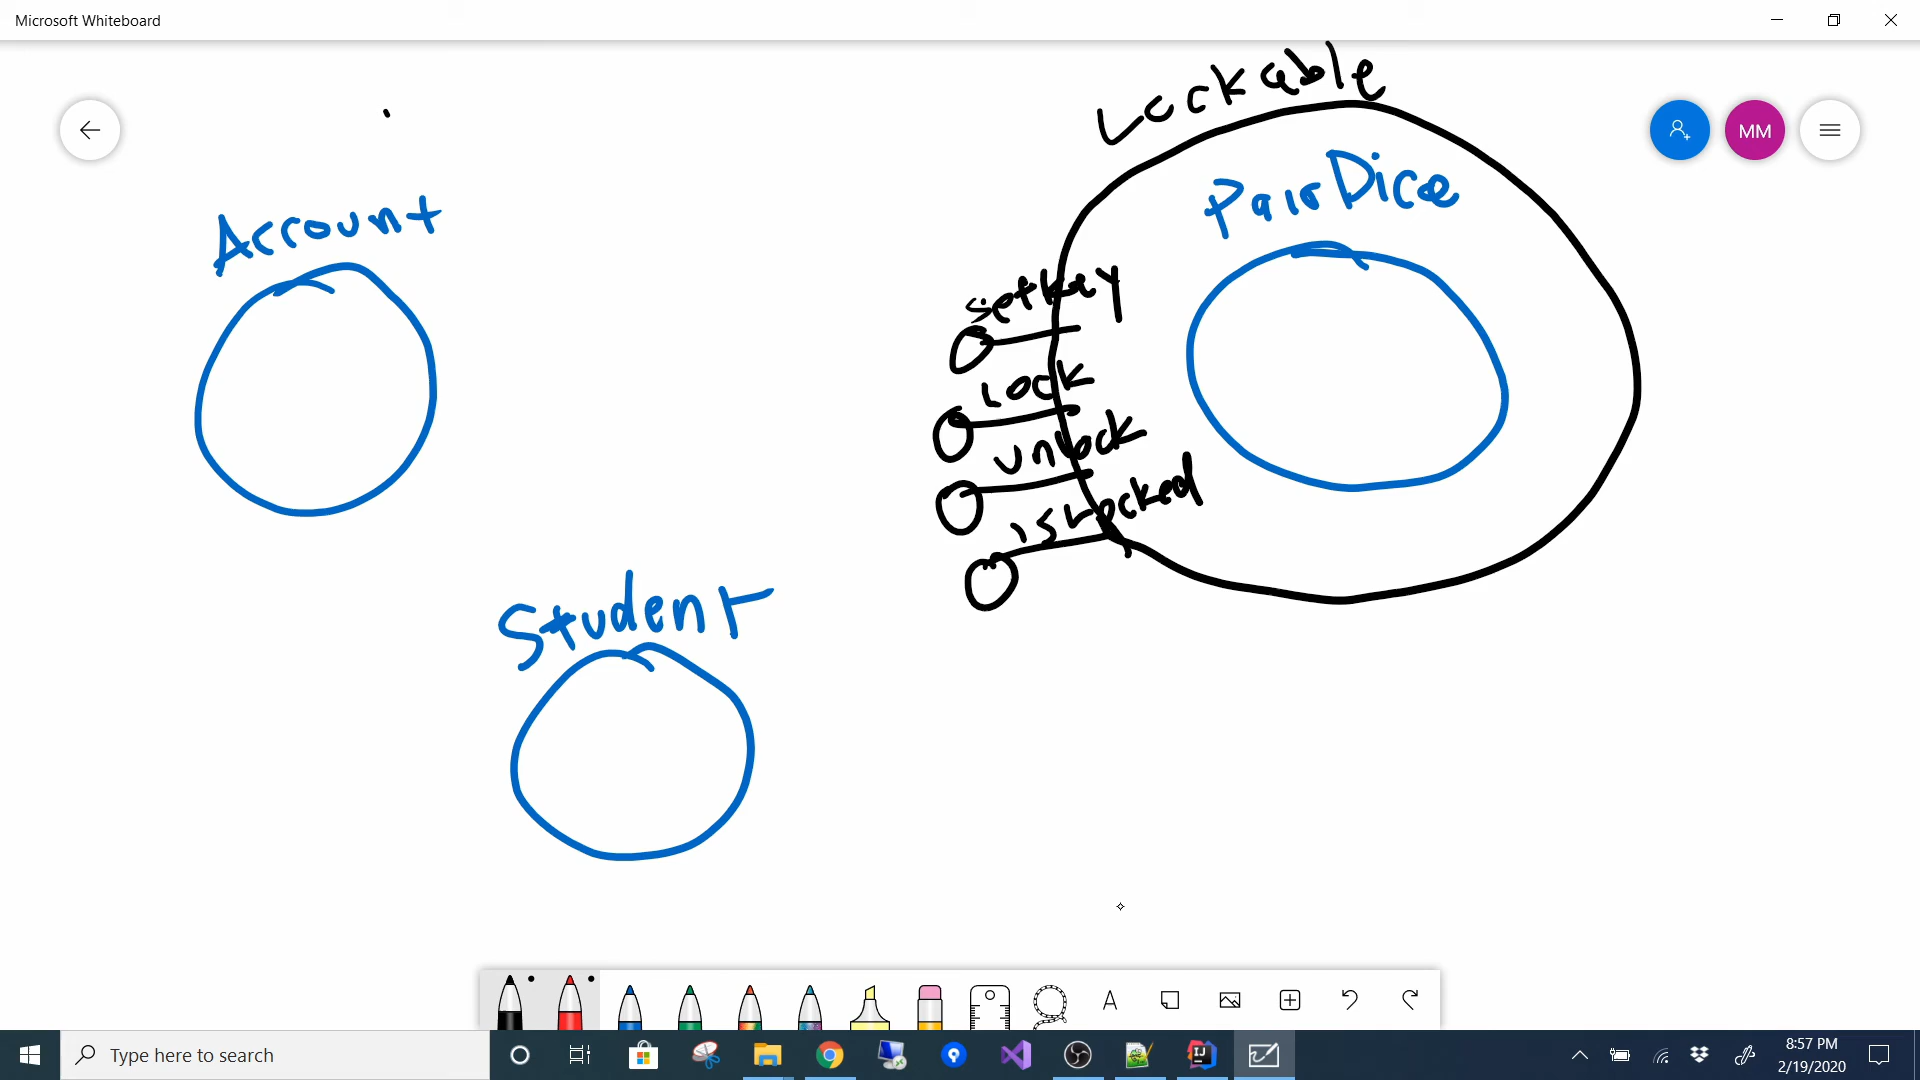 Microsoft Whiteboard
Lockable
MM
PairDice
Account
setkey
Lock
unlock
isLocked
Student
A
Type here to search
8:57 PM
2/19/2020